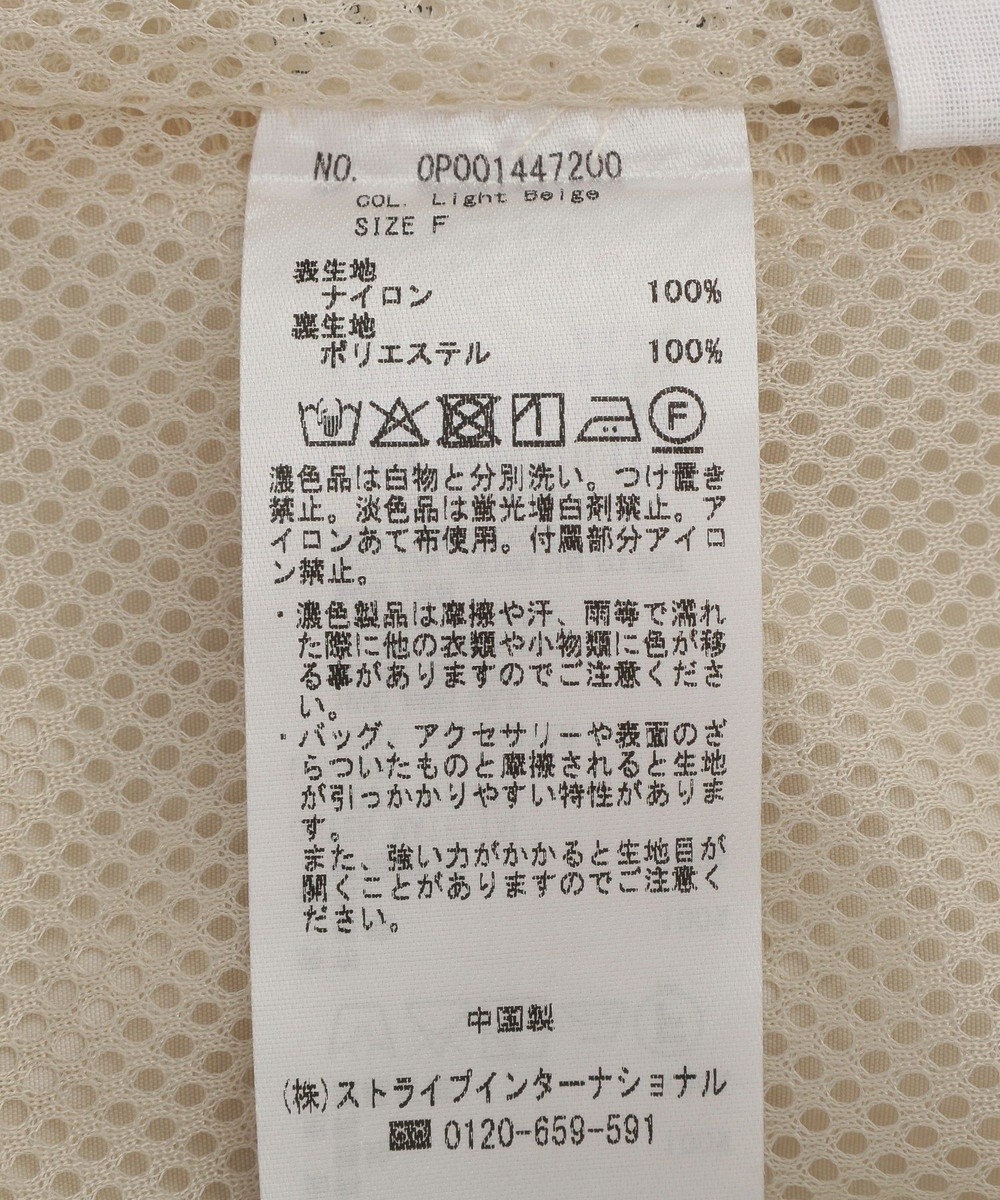 NO. OP001447200
COL. Light Beige
SIZE F
表生地
ナイロン 100%
裏生地
ポリエステル 100%
F
濃色品は白物と分別洗い。つけ置き
禁止。淡色品は蛍光増白剤禁止。ア
イロンあて布使用。付属部分アイロ
ン禁止。
・濃色製品は摩擦や汗、雨等で濡れ
た際に他の衣類や小物類に色が移
る事がありますのでご注意くださ
い。
・バッグ、アクセサリーや表面のざ
らついたものと摩擦されると生地
が引っかかりやすい特性がありま
す。
また、強い力がかかると生地目が
開くことがありますのでご注意く
ださい。
中国製
(株)ストライプインターナショナル
0120-659-591